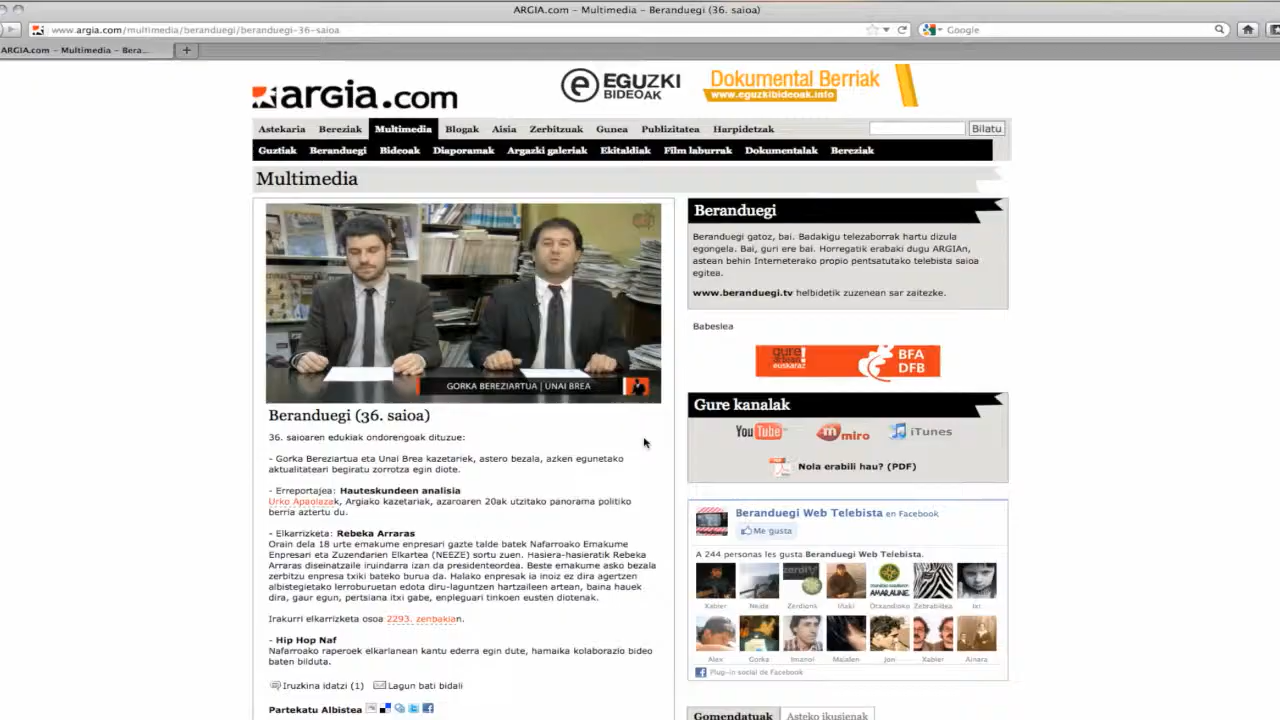 ARGIA.com – Multimedia – Beranduegi (36. saioa)
www.argia.com/multimedia/beranduegi/beranduegi-36-saioa
Google
ARGIA.com – Multimedia – Bera...
argia.com
EGUZKI
BIDEOAK
Dokumental Berriak
www.eguzkibideoak.info
Astekaria Bereziak Multimedia Blogak Aisia Zerbitzuak Gunea Publizitatea Harpidetzak
Bilatu
Guztiak Beranduegi Bideoak Diaporamak Argazki galeriak Ekitaldiak Film laburrak Dokumentalak Bereziak
Multimedia
GORKA BEREZIARTUA | UNAI BREA
Beranduegi (36. saioa)
36. saioaren edukiak ondorengoak dituzue:
- Gorka Bereziartua eta Unai Brea kazetariek, astero bezala, azken egunetako
aktualitateari begiratu zorrotza egin diote.
- Erreportajea: Hauteskundeen analisia
Urko Apaolazak, Argiako kazetariak, azaroaren 20ak utzitako panorama politiko
berria aztertu du.
- Elkarrizketa: Rebeka Arraras
Orain dela 18 urte emakume enpresari gazte talde batek Nafarroako Emakume
Enpresari eta Zuzendarien Elkartea (NEEZE) sortu zuen. Hasiera-hasieratik Rebeka
Arraras diseinatzaile iruindarra izan da presidenteordea. Beste emakume asko bezala
zerbitzu enpresa txiki bateko burua da. Halako enpresak ia inoiz ez dira agertzen
albistegietako lerroburuetan edota diru-laguntzen hartzaileen artean, baina hauek
dira, gaur egun, pertsiana itxi gabe, enpleguari tinkoen eusten diotenak.
Irakurri elkarrizketa osoa 2293. zenbakian.
- Hip Hop Naf
Nafarroako raperoek elkarlanean kantu ederra egin dute, hamaika kolaborazio bideo
baten bilduta.
Iruzkina idatzi (1) Lagun bati bidali
Partekatu Albistea
Beranduegi
Beranduegi gatoz, bai. Badakigu telezaborrak hartu dizula
egongela. Bai, guri ere bai. Horregatik erabaki dugu ARGIAn,
astean behin Interneterako propio pentsatutako telebista saioa
egitea.
www.beranduegi.tv helbidetik zuzenean sar zaitezke.
Babeslea
gure
euskaraz
BFA
DFB
Gure kanalak
YouTube miro iTunes
Nola erabili hau? (PDF)
Beranduegi Web Telebista en Facebook
Me gusta
A 244 personas les gusta Beranduegi Web Telebista.
AMARAUNE
Xabier Neide Zerdionk Iñaki Otxandioko Zebrabildea Ixi
Alex Gorka Imanol Maialen Jon Xabier Ainara
Plug-in social de Facebook
Gomendatuak Asteko ikusienak